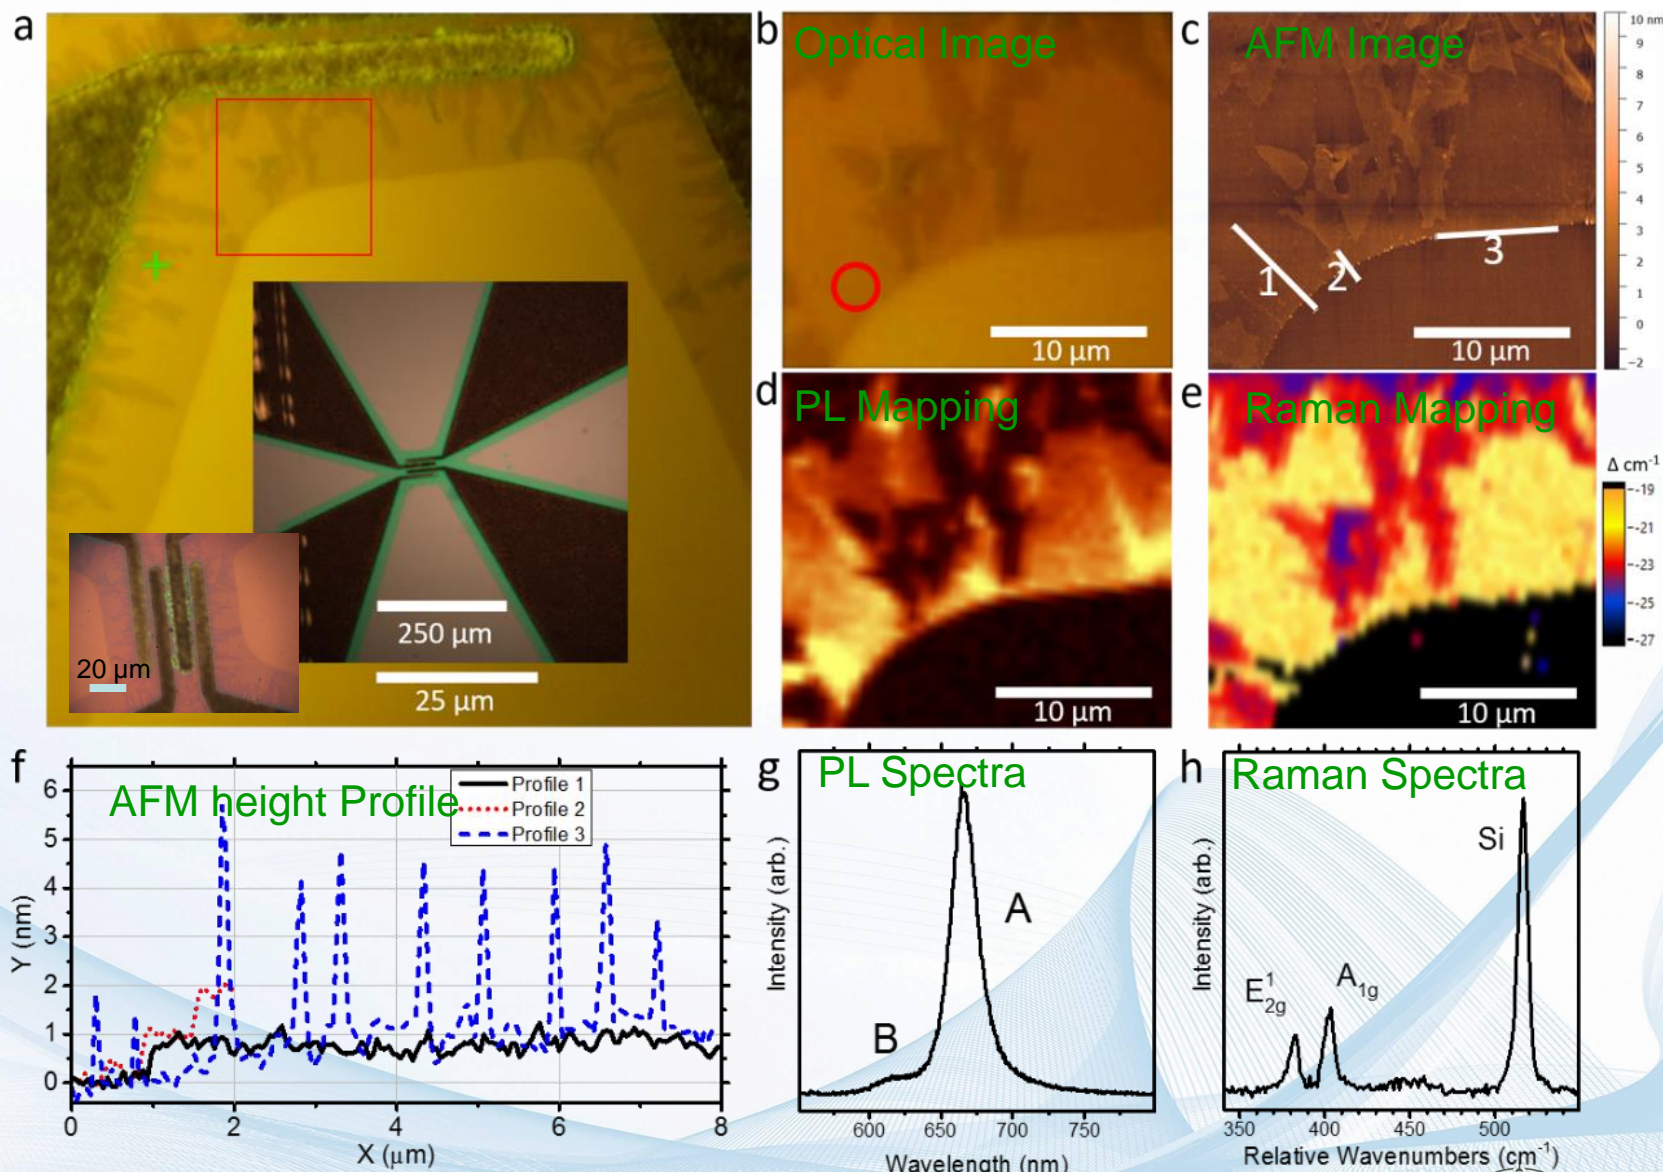 a
250 µm
20 µm
25 µm
b
Optical Image
10 µm
c
AFM Image
1
2
3
10 µm
10 nm
9
8
7
6
5
4
3
2
1
0
−2
d
PL Mapping
10 µm
e
Raman Mapping
10 µm
Δ cm-1
-19
-21
-23
-25
-27
f
AFM height Profile
Profile 1
Profile 2
Profile 3
6
5
4
3
2
1
0
Y (nm)
0 2 4 6 8
X (µm)
g
PL Spectra
A
B
Intensity (arb.)
600 650 700 750
Wavelength (nm)
h
Raman Spectra
Si
E12g
A1g
Intensity (arb.)
350 400 450 500
Relative Wavenumbers (cm-1)